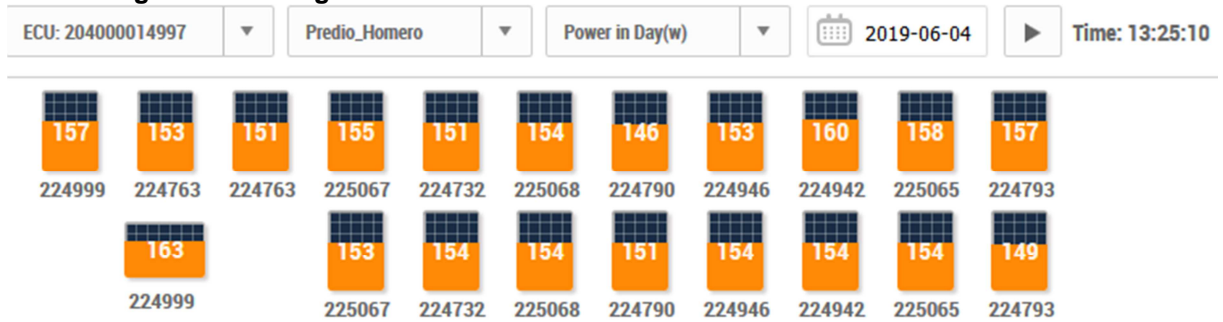 ECU: 204000014997 Predio_Homero Power in Day(w) 2019-06-04 Time: 13:25:10
157 153 151 155 151 154 146 153 160 158 157
224999 224763 224763 225067 224732 225068 224790 224946 224942 225065 224793
163 153 154 154 151 154 154 154 149
224999 225067 224732 225068 224790 224946 224942 225065 224793